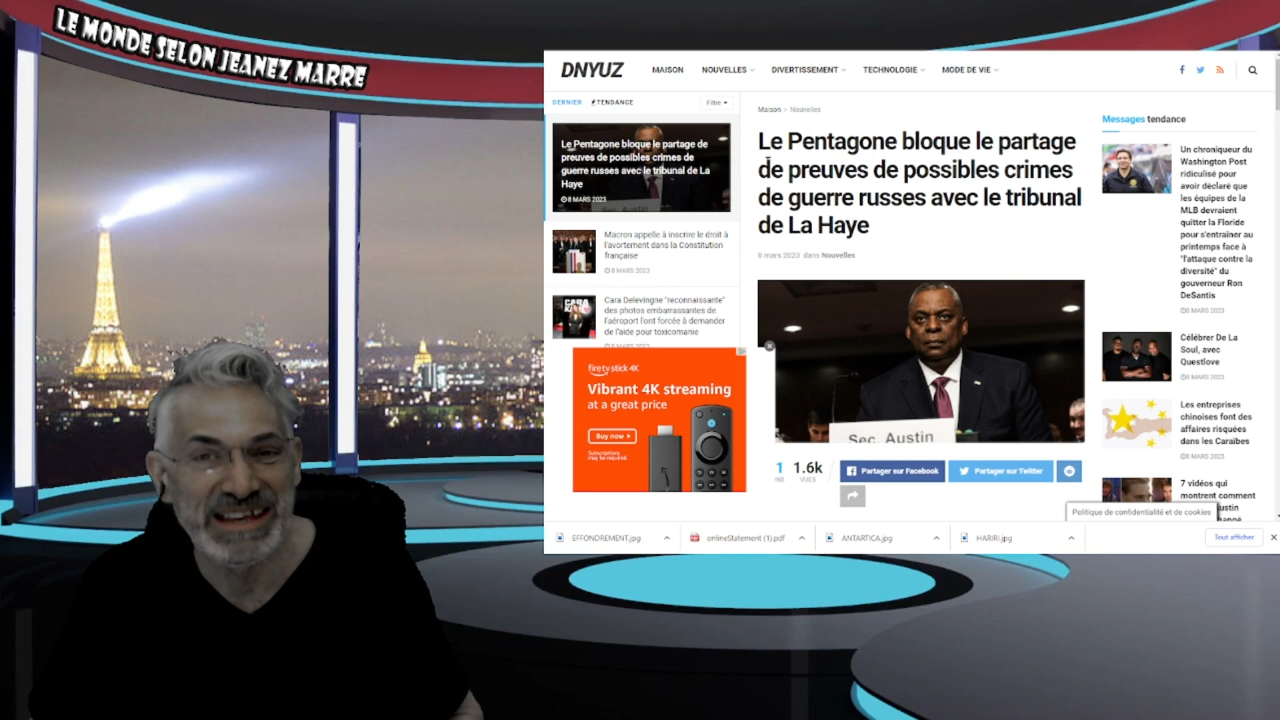 LE MONDE SELON JEANEZ MARRE
DNYUZ
MAISON
NOUVELLES
DIVERTISSEMENT
TECHNOLOGIE
MODE DE VIE
DERNIER
TENDANCE
Filtre
Le Pentagone bloque le partage de
preuves de possibles crimes de
guerre russes avec le tribunal de La
Haye
8 MARS 2023
Macron appelle à inscrire le droit à
l'avortement dans la Constitution
française
8 MARS 2023
Cara Delevingne "reconnaissante"
des photos embarrassantes de
l'aéroport l'ont forcée à demander
de l'aide pour toxicomanie
8 MARS 2023
firetvstick 4K
Vibrant 4K streaming
at a great price
Buy now
Subscriptions
may be required.
Maison > Nouvelles
Le Pentagone bloque le partage
de preuves de possibles crimes
de guerre russes avec le tribunal
de La Haye
8 mars 2023 dans Nouvelles
Sec. Austin
1
1.6k
VUES
Partager sur Facebook
Partager sur Twitter
Messages tendance
Un chroniqueur du
Washington Post
ridiculisé pour
avoir déclaré que
les équipes de la
MLB devraient
quitter la Floride
pour s'entraîner au
printemps face à
"l'attaque contre la
diversité" du
gouverneur Ron
DeSantis
8 MARS 2023
Célébrer De La
Soul, avec
Questlove
8 MARS 2023
Les entreprises
chinoises font des
affaires risquées
dans les Caraïbes
8 MARS 2023
7 vidéos qui
montrent comment
Politique de confidentialité et de cookies
EFFONDREMENT.jpg
onlineStatement (1).pdf
ANTARTICA.jpg
HARIRI.jpg
Tout afficher